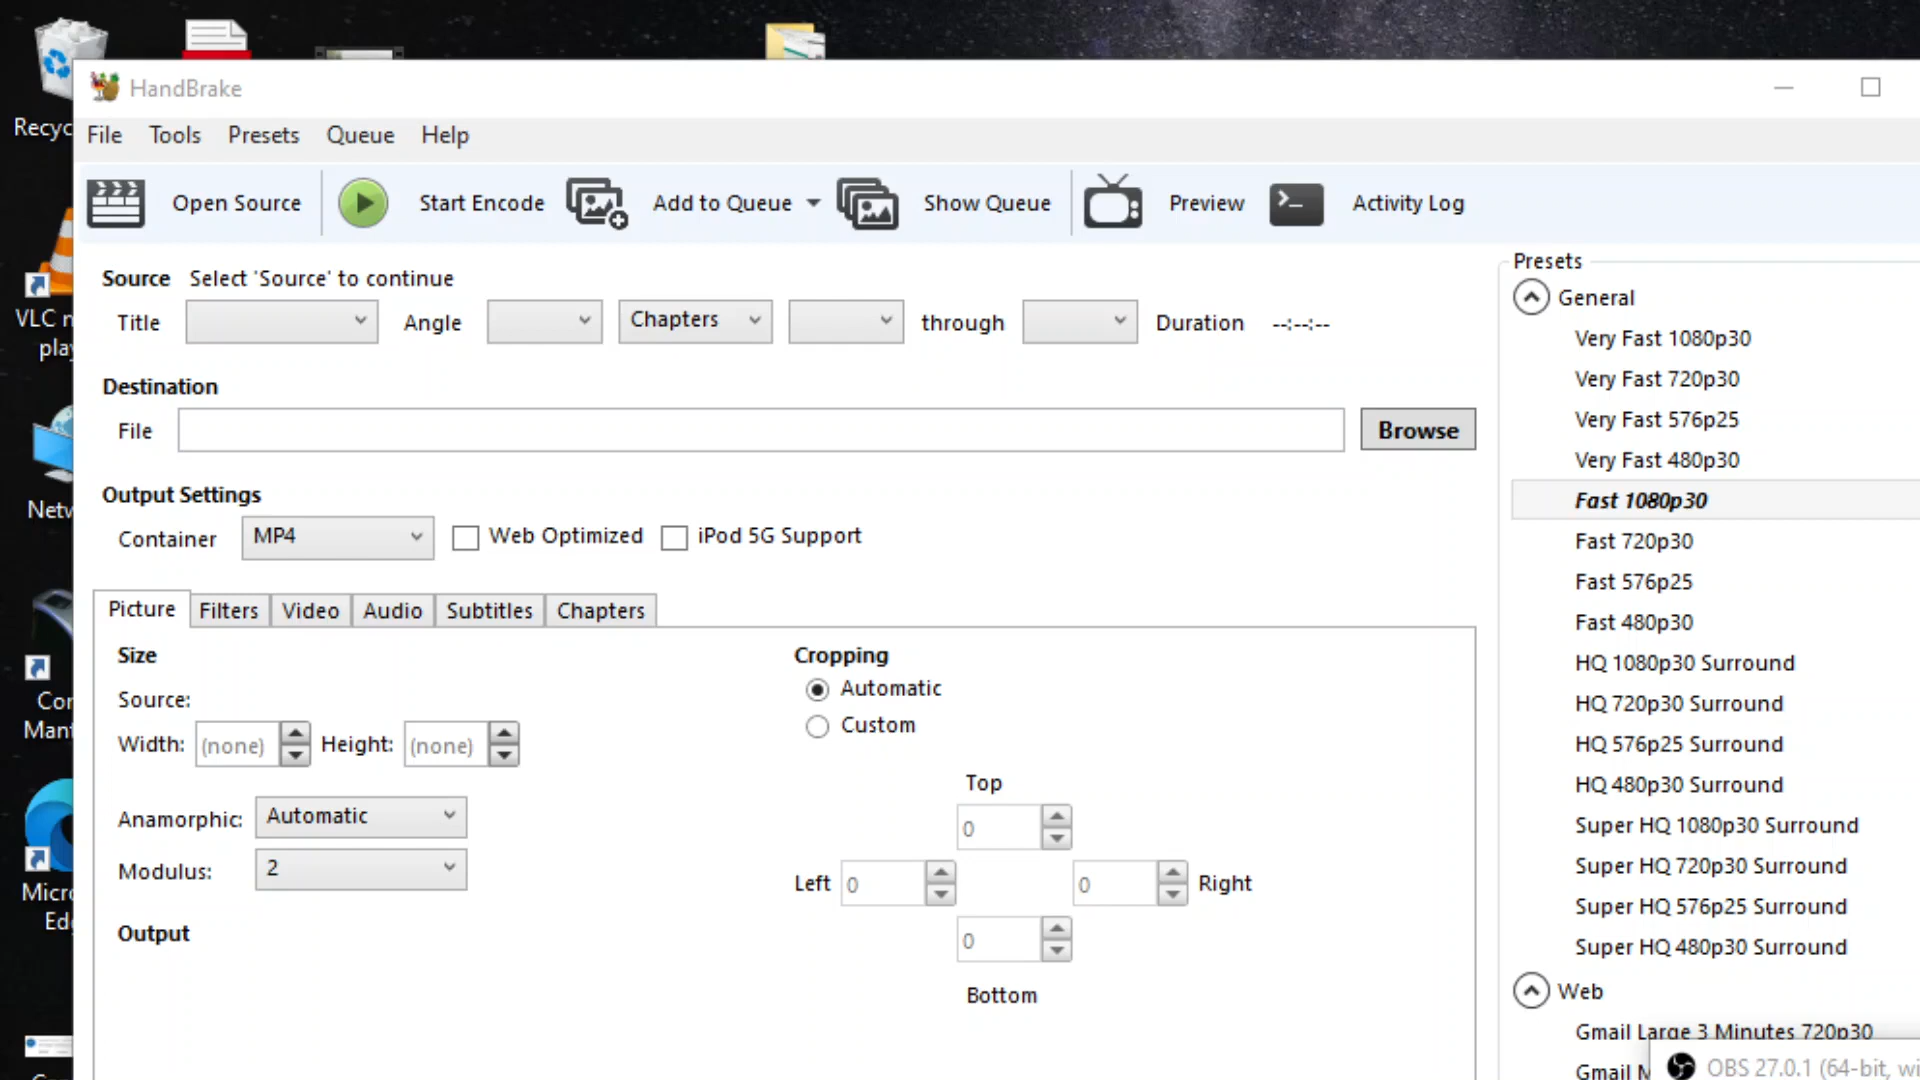 HandBrake
File Tools Presets Queue Help
Open Source Start Encode Add to Queue Show Queue Preview Activity Log
Source Select 'Source' to continue
Title Angle Chapters through Duration --:--:--
Destination
File Browse
Output Settings
Container MP4 Web Optimized iPod 5G Support
Picture Filters Video Audio Subtitles Chapters
Size
Source:
Width: (none) Height: (none)
Anamorphic: Automatic
Modulus: 2
Output
Cropping
Automatic
Custom
Top
0
Left 0 0 Right
0
Bottom
Presets
General
Very Fast 1080p30
Very Fast 720p30
Very Fast 576p25
Very Fast 480p30
Fast 1080p30
Fast 720p30
Fast 576p25
Fast 480p30
HQ 1080p30 Surround
HQ 720p30 Surround
HQ 576p25 Surround
HQ 480p30 Surround
Super HQ 1080p30 Surround
Super HQ 720p30 Surround
Super HQ 576p25 Surround
Super HQ 480p30 Surround
Web
Gmail Large 3 Minutes 720p30
Gmail M
OBS 27.0.1 (64-bit, wi
Recyc
VLC m
play
Netw
Cor
Mant
Micro
Edg